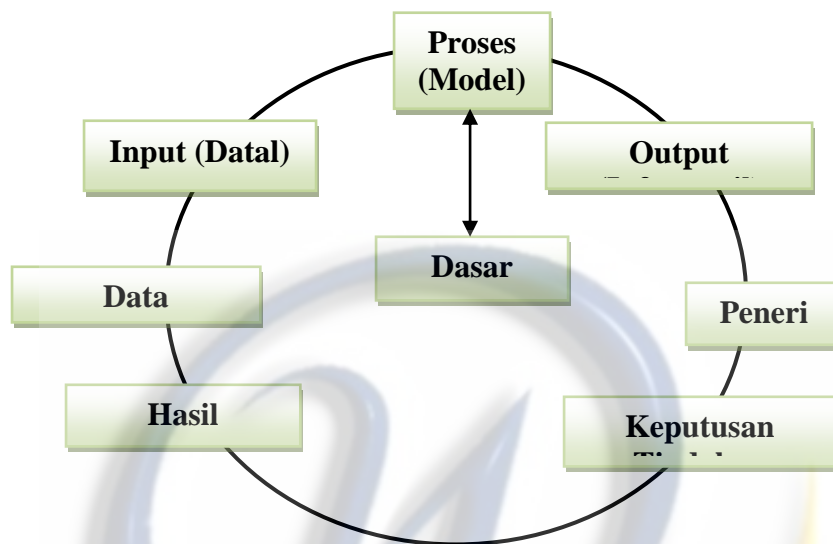 Proses
(Model)
Input (Datal)
Output
Dasar
Data
Peneri
Hasil
Keputusan